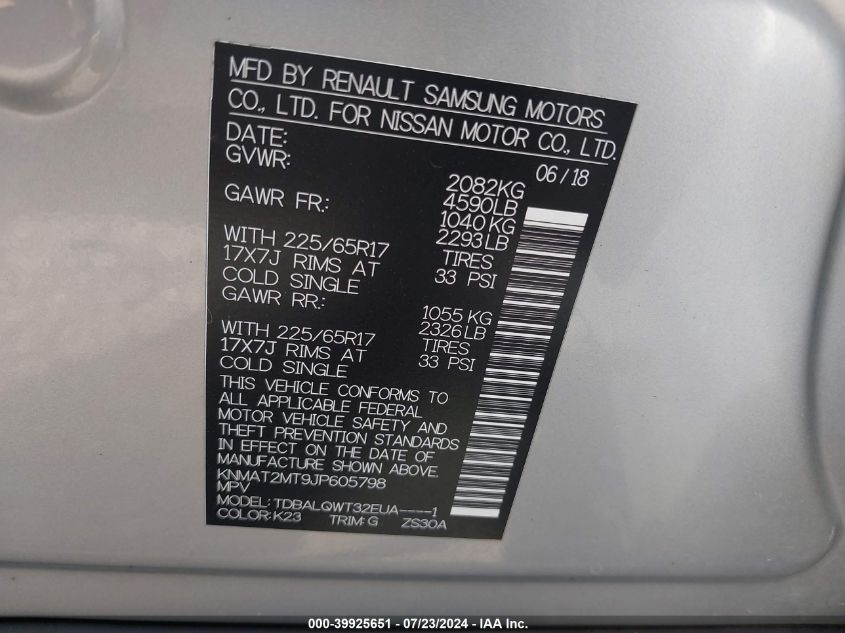 MFD BY RENAULT SAMSUNG MOTORS
CO., LTD. FOR NISSAN MOTOR CO., LTD.
DATE: 06/18
GVWR: 2082KG
4590LB
GAWR FR.: 1040 KG
2293LB
WITH 225/65R17 TIRES
17X7J RIMS AT 33 PSI
COLD SINGLE
GAWR RR.: 1055 KG
2326LB
WITH 225/65R17 TIRES
17X7J RIMS AT 33 PSI
COLD SINGLE
THIS VEHICLE CONFORMS TO
ALL APPLICABLE FEDERAL
MOTOR VEHICLE SAFETY AND
THEFT PREVENTION STANDARDS
IN EFFECT ON THE DATE OF
MANUFACTURE SHOWN ABOVE.
KNMAT2MT9JP605798
MPV
MODEL: TDBALQWT32EUA-----1
COLOR: K23 TRIM: G ZS30A
000-39925651 - 07/23/2024 - IAA Inc.